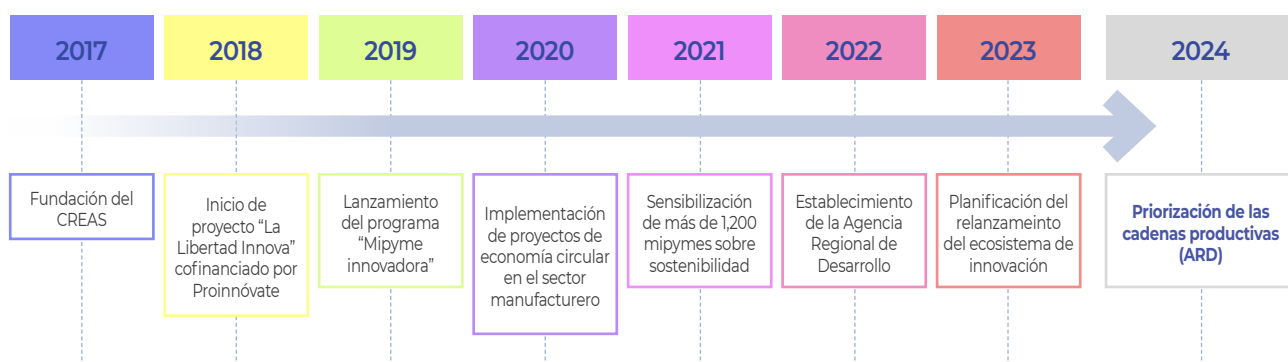 2017
2018
2019
2020
2021
2022
2023
2024
Fundación del
CREAS
Inicio de
proyecto “La
Libertad Innova”
cofinanciado por
Proinnóvate
Lanzamiento
del programa
“Mipyme
innovadora”
Implementación
de proyectos de
economía circular
en el sector
manufacturero
Sensibilización
de más de 1,200
mipymes sobre
sostenibilidad
Establecimiento
de la Agencia
Regional de
Desarrollo
Planificación del
relanzameinto
del ecosistema de
innovación
Priorización de las
cadenas productivas
(ARD)